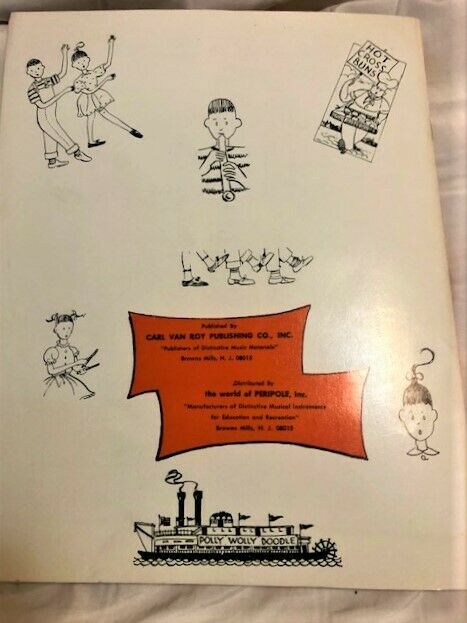 HOT
CROSS
BUNS
Published by
CARL VAN ROY PUBLISHING CO., INC.
"Publishers of Distinctive Music Materials"
Browns Mills, N. J. 08015
Distributed By
the world of PERIPOLE, Inc.
"Manufacturers of Distinctive Musical Instruments
for Education and Recreation"
Browns Mills, N. J. 08015
POLLY WOLLY DOODLE